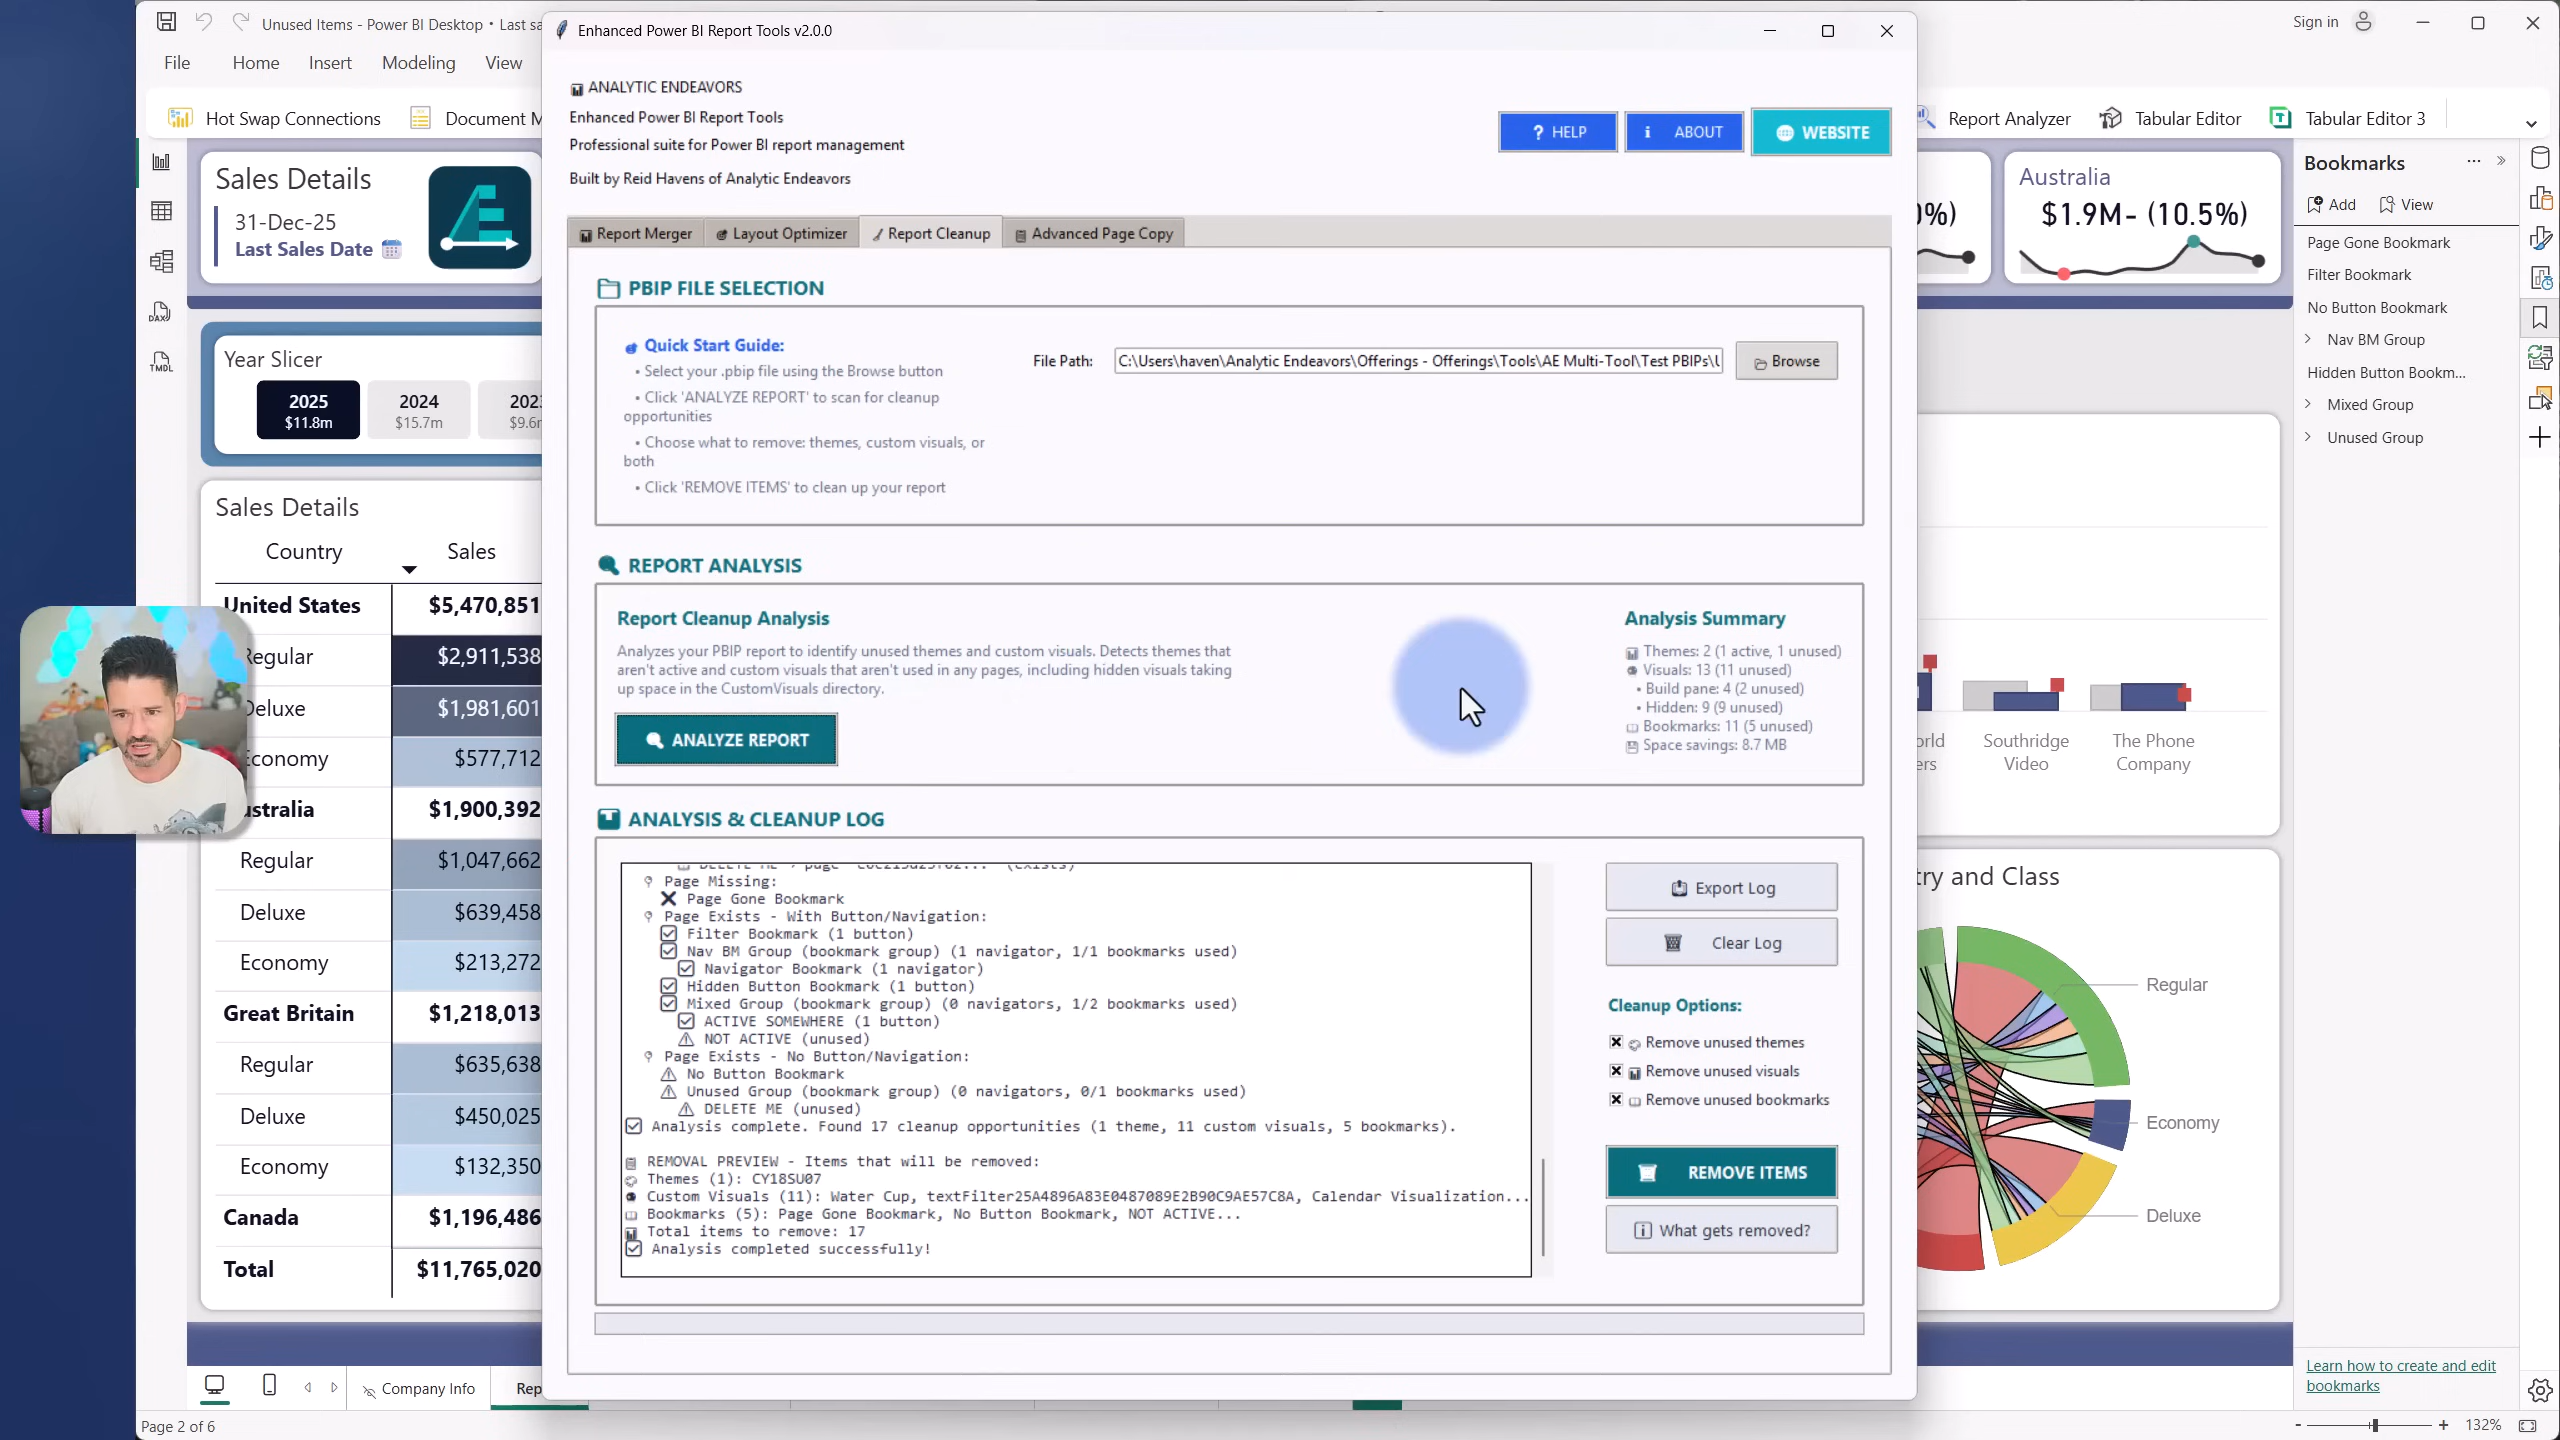 Unused Items - Power BI Desktop • Last sa
Sign in
File
Home
Insert
Modeling
View
Hot Swap Connections
Document M
Report Analyzer
Tabular Editor
Tabular Editor 3
Sales Details
31-Dec-25
Last Sales Date
Year Slicer
2025
$11.8m
2024
$15.7m
2023
$9.6m
Sales Details
Country
Sales
United States
$5,470,851
Regular
$2,911,538
Deluxe
$1,981,601
Economy
$577,712
ustralia
$1,900,392
Regular
$1,047,662
Deluxe
$639,458
Economy
$213,272
Great Britain
$1,218,013
Regular
$635,638
Deluxe
$450,025
Economy
$132,350
Canada
$1,196,486
Total
$11,765,020
DAX
TMDL
Company Info
Rep
Page 2 of 6
Enhanced Power BI Report Tools v2.0.0
ANALYTIC ENDEAVORS
Enhanced Power BI Report Tools
Professional suite for Power BI report management
Built by Reid Havens of Analytic Endeavors
? HELP
i ABOUT
WEBSITE
Report Merger
Layout Optimizer
Report Cleanup
Advanced Page Copy
PBIP FILE SELECTION
Quick Start Guide:
• Select your .pbip file using the Browse button
• Click 'ANALYZE REPORT' to scan for cleanup
opportunities
• Choose what to remove: themes, custom visuals, or
both
• Click 'REMOVE ITEMS' to clean up your report
File Path:
C:\Users\haven\Analytic Endeavors\Offerings - Offerings\Tools\AE Multi-Tool\Test PBIPs\U
Browse
REPORT ANALYSIS
Report Cleanup Analysis
Analyzes your PBIP report to identify unused themes and custom visuals. Detects themes that
aren't active and custom visuals that aren't used in any pages, including hidden visuals taking
up space in the CustomVisuals directory.
ANALYZE REPORT
Analysis Summary
Themes: 2 (1 active, 1 unused)
Visuals: 13 (11 unused)
• Build pane: 4 (2 unused)
• Hidden: 9 (9 unused)
Bookmarks: 11 (5 unused)
Space savings: 8.7 MB
ANALYSIS & CLEANUP LOG
Page Missing:
Page Gone Bookmark
Page Exists - With Button/Navigation:
Filter Bookmark (1 button)
Nav BM Group (bookmark group) (1 navigator, 1/1 bookmarks used)
Navigator Bookmark (1 navigator)
Hidden Button Bookmark (1 button)
Mixed Group (bookmark group) (0 navigators, 1/2 bookmarks used)
ACTIVE SOMEWHERE (1 button)
NOT ACTIVE (unused)
Page Exists - No Button/Navigation:
No Button Bookmark
Unused Group (bookmark group) (0 navigators, 0/1 bookmarks used)
DELETE ME (unused)
Analysis complete. Found 17 cleanup opportunities (1 theme, 11 custom visuals, 5 bookmarks).
REMOVAL PREVIEW - Items that will be removed:
Themes (1): CY18SU07
Custom Visuals (11): Water Cup, textFilter25A4896A83E0487089E2B90C9AE57C8A, Calendar Visualization...
Bookmarks (5): Page Gone Bookmark, No Button Bookmark, NOT ACTIVE...
Total items to remove: 17
Analysis completed successfully!
Export Log
Clear Log
Cleanup Options:
Remove unused themes
Remove unused visuals
Remove unused bookmarks
REMOVE ITEMS
What gets removed?
0%)
Australia
$1.9M- (10.5%)
orld
ers
Southridge
Video
The Phone
Company
try and Class
Regular
Economy
Deluxe
Bookmarks
Add
View
Page Gone Bookmark
Filter Bookmark
No Button Bookmark
Nav BM Group
Hidden Button Bookm...
Mixed Group
Unused Group
Learn how to create and edit
bookmarks
- + 132%